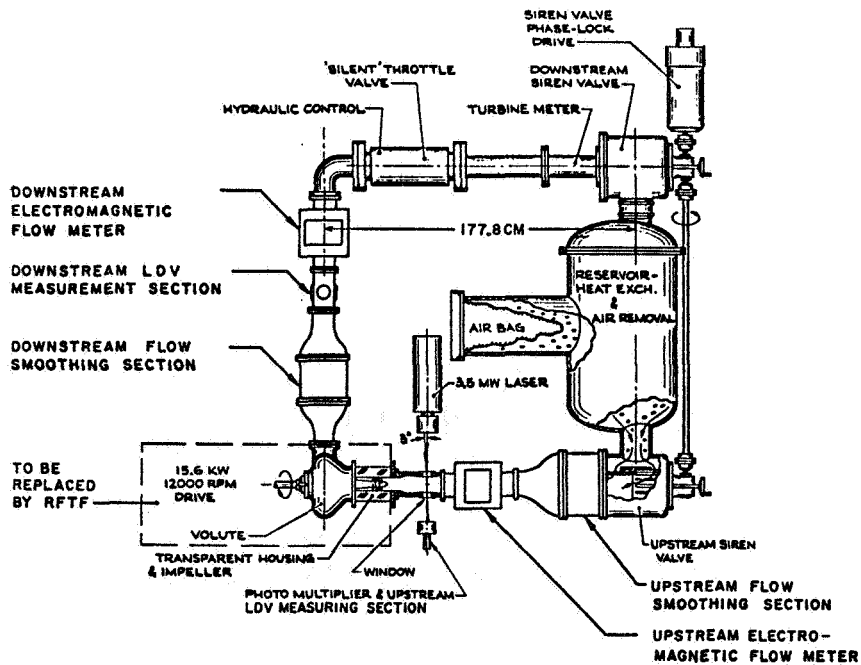 SIREN VALVE
PHASE-LOCK
DRIVE
'SILENT' THROTTLE
VALVE
DOWNSTREAM
SIREN VALVE
HYDRAULIC CONTROL
TURBINE METER
DOWNSTREAM
ELECTROMAGNETIC
FLOW METER
177.8 CM
DOWNSTREAM LDV
MEASUREMENT SECTION
RESERVOIR-
HEAT EXCH.
&
AIR REMOVAL
AIR BAG
DOWNSTREAM FLOW
SMOOTHING SECTION
3.5 MW LASER
8°
TO BE
REPLACED
BY RFTF
15.6 KW
12000 RPM
DRIVE
VOLUTE
TRANSPARENT HOUSING
& IMPELLER
WINDOW
UPSTREAM SIREN
VALVE
PHOTO MULTIPLIER & UPSTREAM
LDV MEASURING SECTION
UPSTREAM FLOW
SMOOTHING SECTION
UPSTREAM ELECTRO-
MAGNETIC FLOW METER